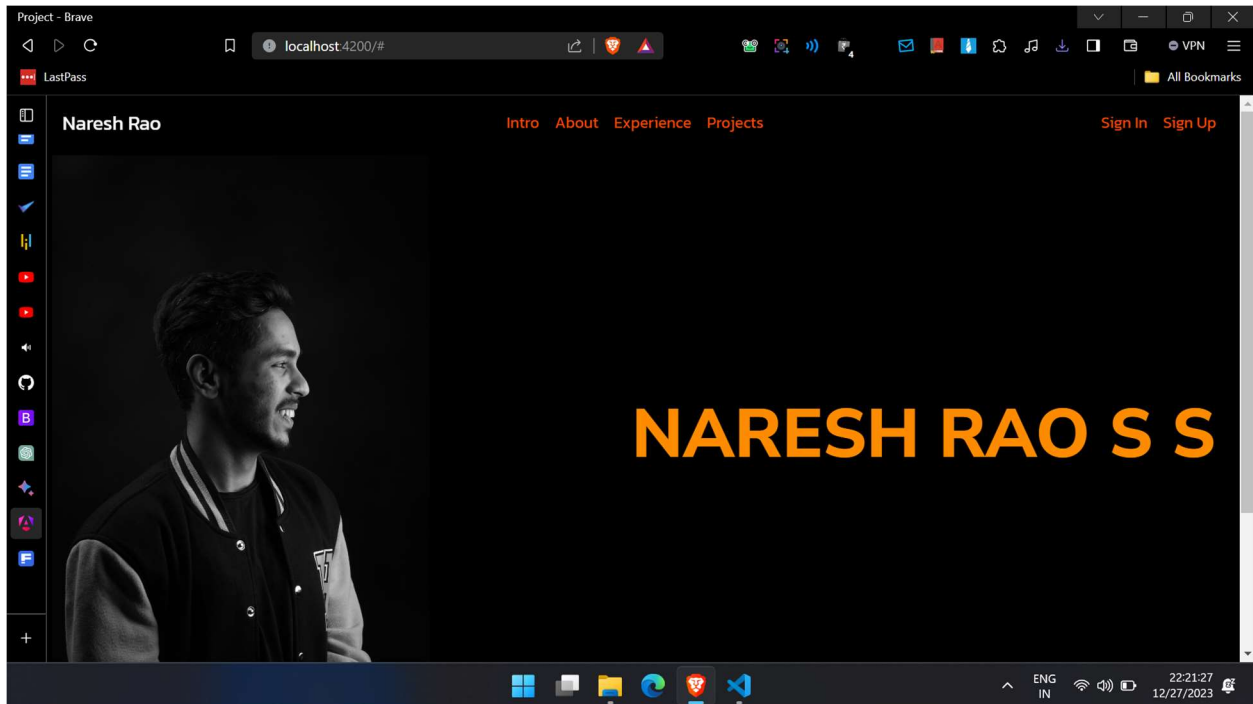 Project - Brave
localhost:4200/#
4
VPN
LastPass
All Bookmarks
Naresh Rao
Intro About Experience Projects
Sign In Sign Up
NARESH RAO S S
B
ENG
IN
22:21:27
12/27/2023